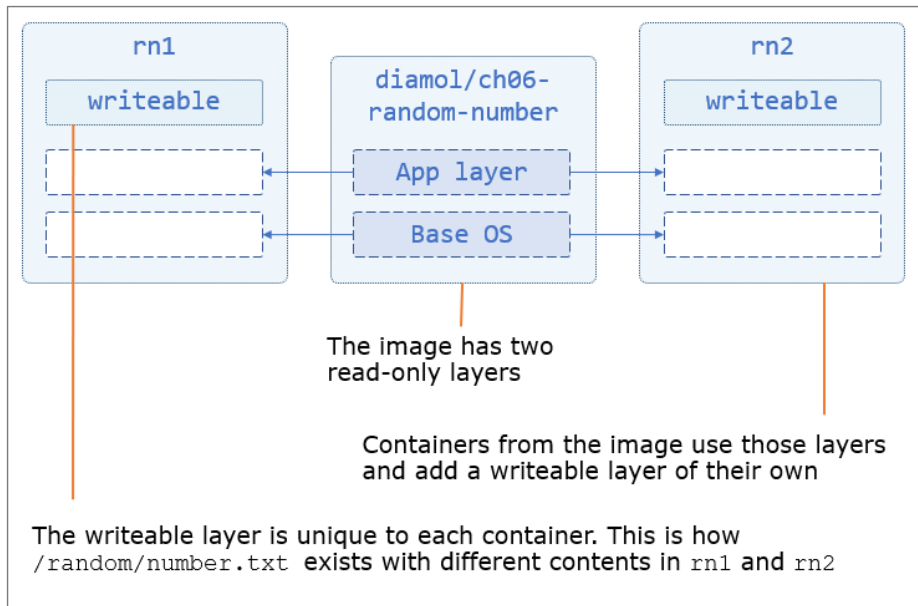 rn1
writeable
diamol/ch06-
random-number
App layer
Base OS
rn2
writeable
The image has two
read-only layers
Containers from the image use those layers
and add a writeable layer of their own
The writeable layer is unique to each container. This is how
/random/number.txt exists with different contents in rn1 and rn2